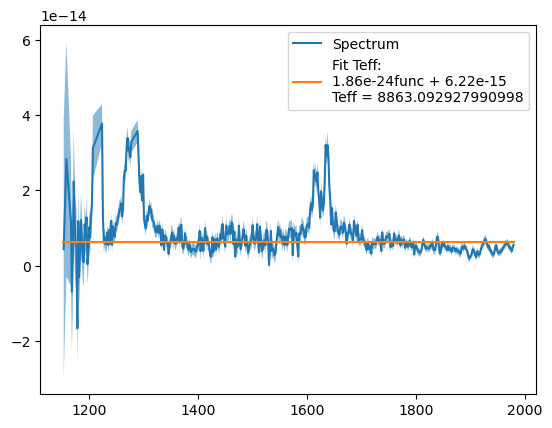 1e−14
6
4
2
0
−2
1200
1400
1600
1800
2000
Spectrum
Fit Teff:
1.86e-24func + 6.22e-15
Teff = 8863.092927990998